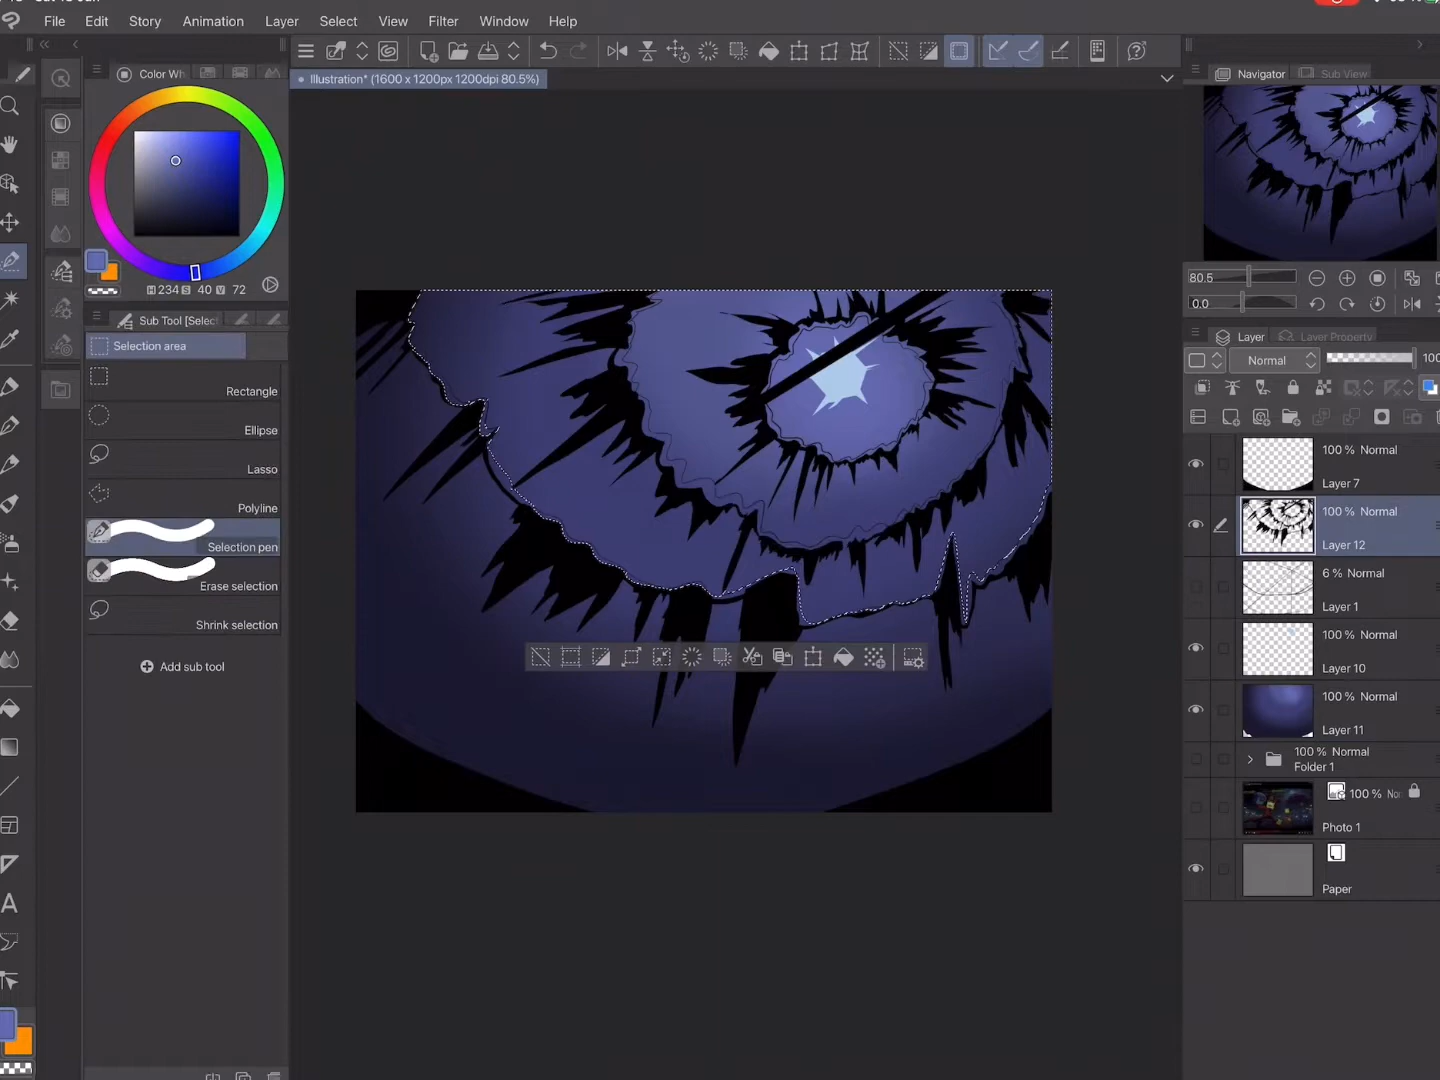 File Edit Story Animation Layer Select View Filter Window Help
Color Wh
Illustration* (1600 x 1200px 1200dpi 80.5%)
Navigator Sub View
H 234 S 40 V 72
80.5
0.0
Sub Tool [Select
Selection area
Rectangle
Ellipse
Lasso
Polyline
Selection pen
Erase selection
Shrink selection
Add sub tool
Layer Layer Property
Normal 100
100 % Normal
Layer 7
100 % Normal
Layer 12
6 % Normal
Layer 1
100 % Normal
Layer 10
100 % Normal
Layer 11
100 % Normal
Folder 1
100 % No
Photo 1
Paper